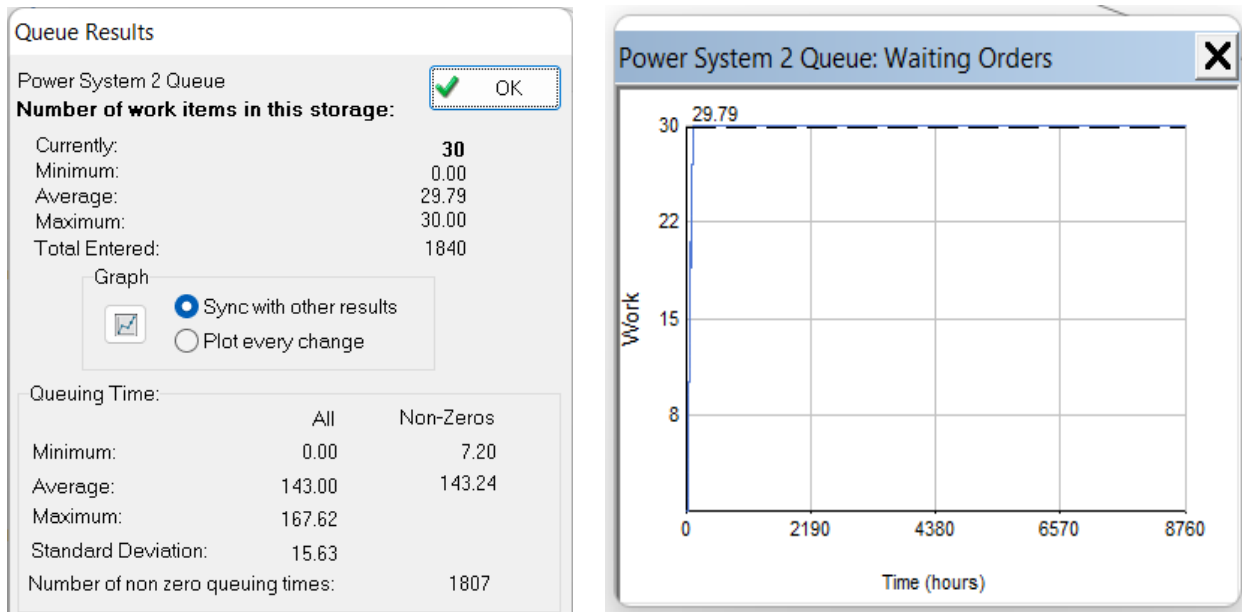 Queue Results
Power System 2 Queue
OK
Number of work items in this storage:
Currently: 30
Minimum: 0.00
Average: 29.79
Maximum: 30.00
Total Entered: 1840
Graph
Sync with other results
Plot every change
Queuing Time:
All Non-Zeros
Minimum: 0.00 7.20
Average: 143.00 143.24
Maximum: 167.62
Standard Deviation: 15.63
Number of non zero queuing times: 1807
Power System 2 Queue: Waiting Orders
29.79
30
22
15
8
Work
0 2190 4380 6570 8760
Time (hours)